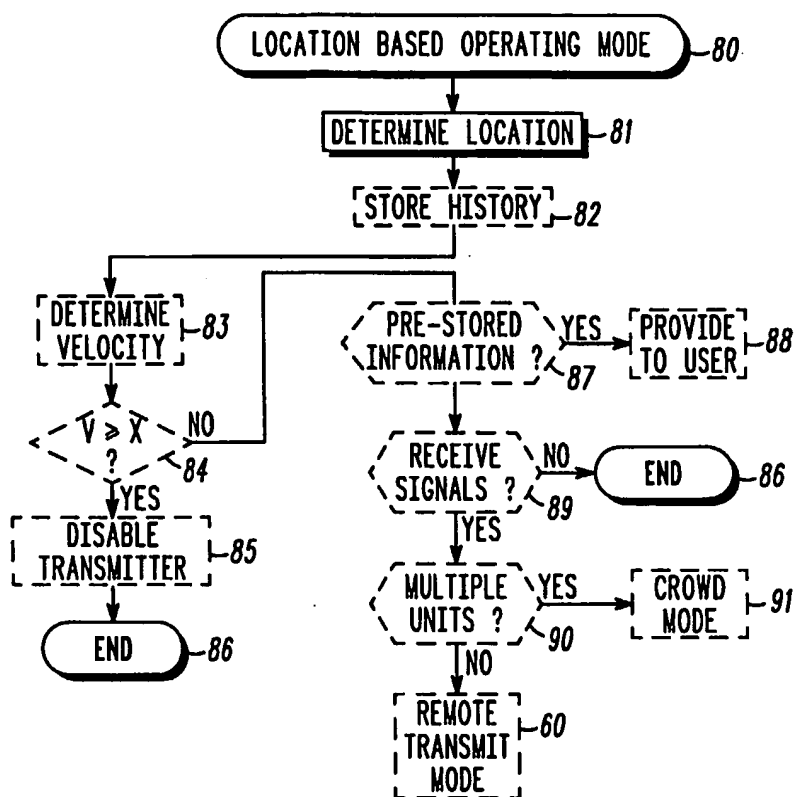 LOCATION BASED OPERATING MODE
80
DETERMINE LOCATION
81
STORE HISTORY
82
DETERMINE
VELOCITY
83
V ⩾ X
?
84
NO
YES
DISABLE
TRANSMITTER
85
END
86
PRE-STORED
INFORMATION ?
87
YES
PROVIDE
TO USER
88
RECEIVE
SIGNALS ?
89
NO
END
86
YES
MULTIPLE
UNITS ?
90
YES
CROWD
MODE
91
NO
REMOTE
TRANSMIT
MODE
60